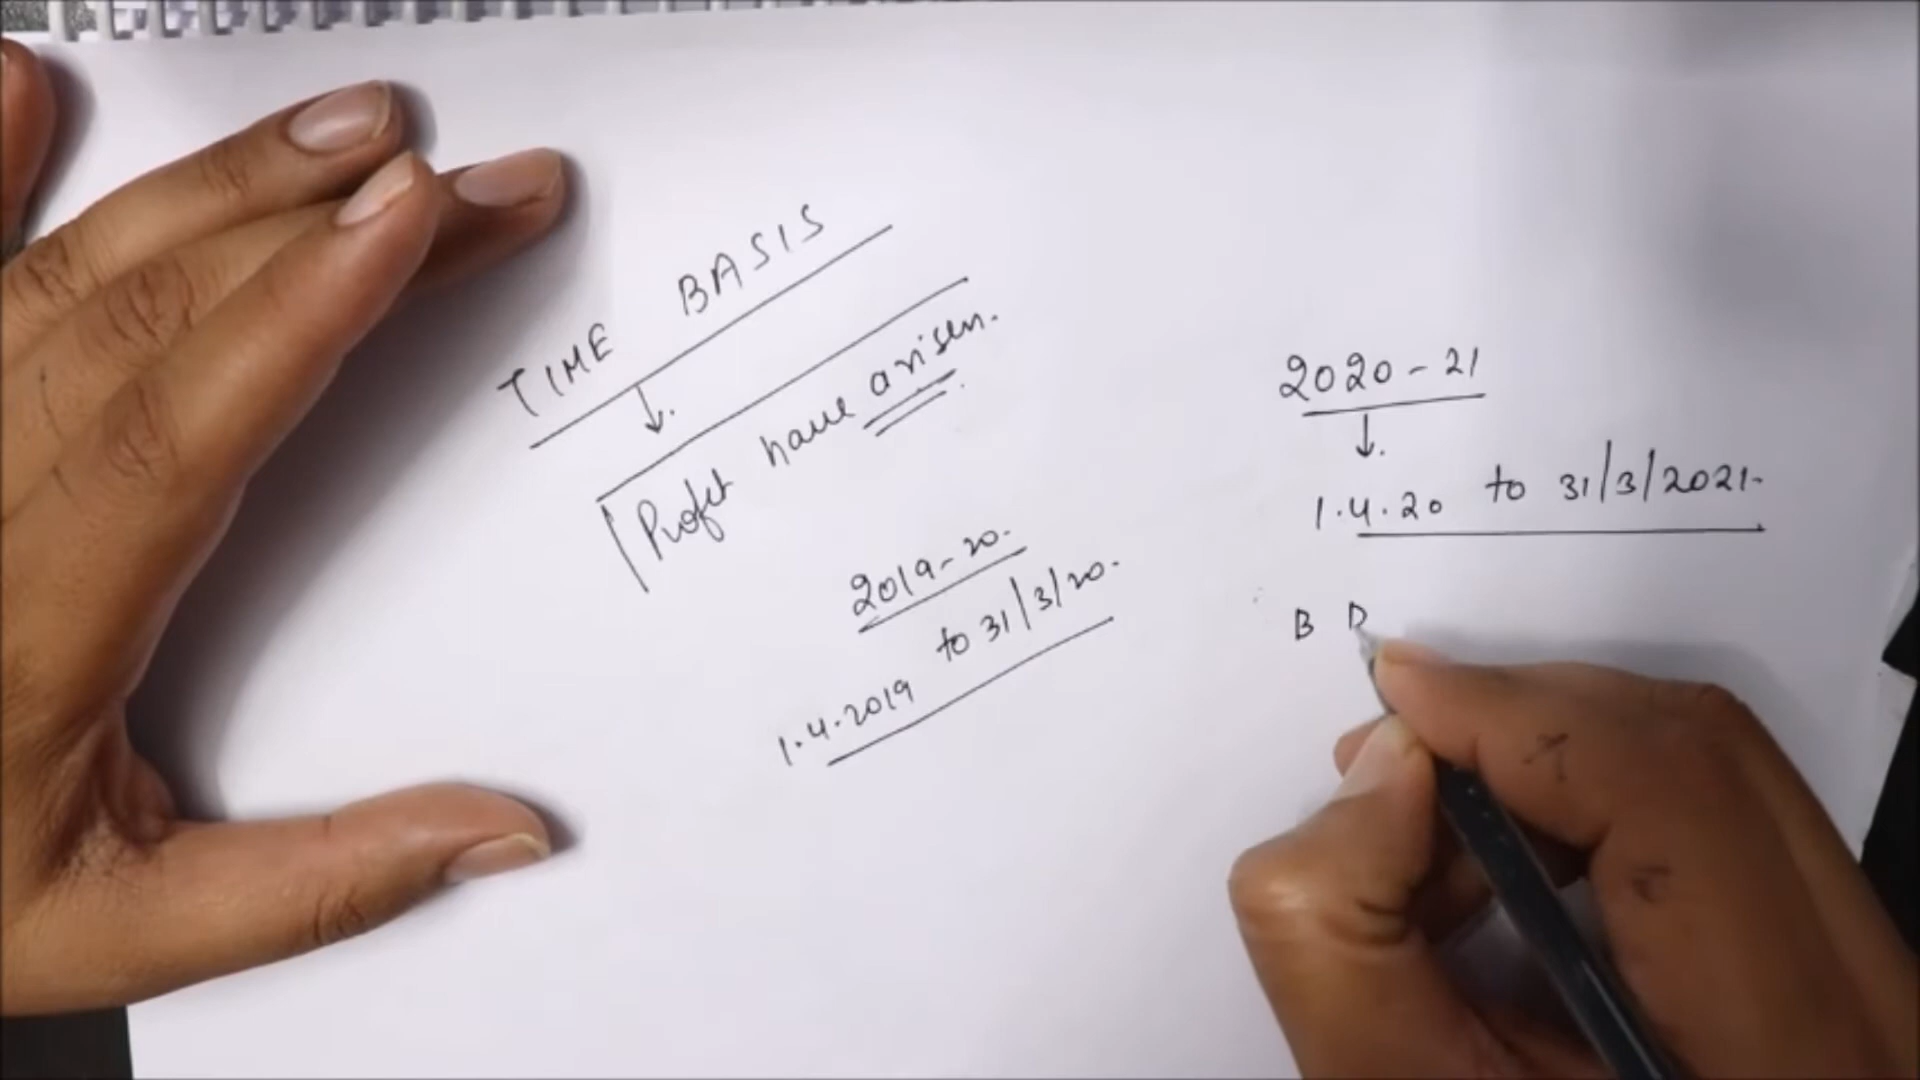 TIME BASIS
↓.
Profit have arisen.
2019-20.
1.4.2019 to 31/3/20.
2020-21
↓.
1.4.20 to 31/3/2021.
B D